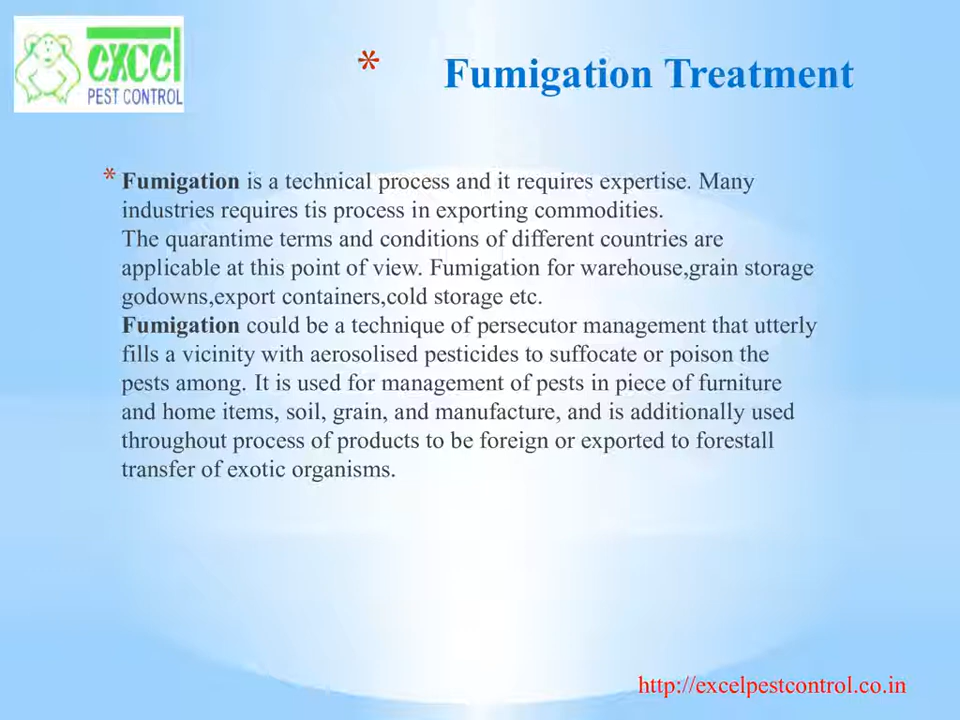 excel
PEST CONTROL
* Fumigation Treatment
* Fumigation is a technical process and it requires expertise. Many
industries requires tis process in exporting commodities.
The quarantime terms and conditions of different countries are
applicable at this point of view. Fumigation for warehouse,grain storage
godowns,export containers,cold storage etc.
Fumigation could be a technique of persecutor management that utterly
fills a vicinity with aerosolised pesticides to suffocate or poison the
pests among. It is used for management of pests in piece of furniture
and home items, soil, grain, and manufacture, and is additionally used
throughout process of products to be foreign or exported to forestall
transfer of exotic organisms.
http://excelpestcontrol.co.in